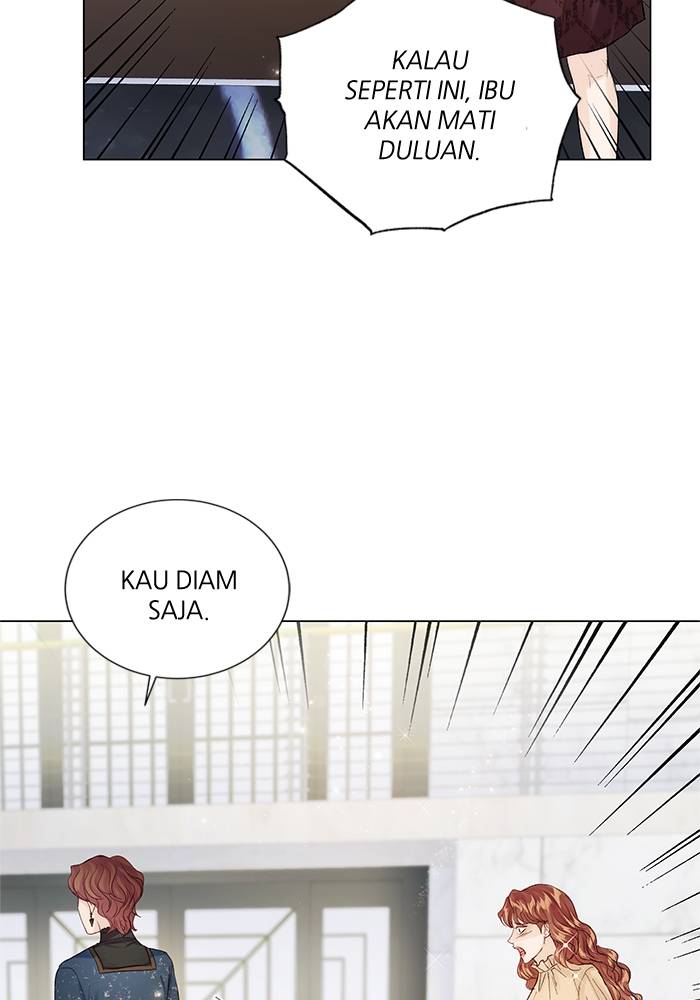 KALAU
SEPERTI INI, IBU
AKAN MATI
DULUAN.
KAU DIAM
SAJA.